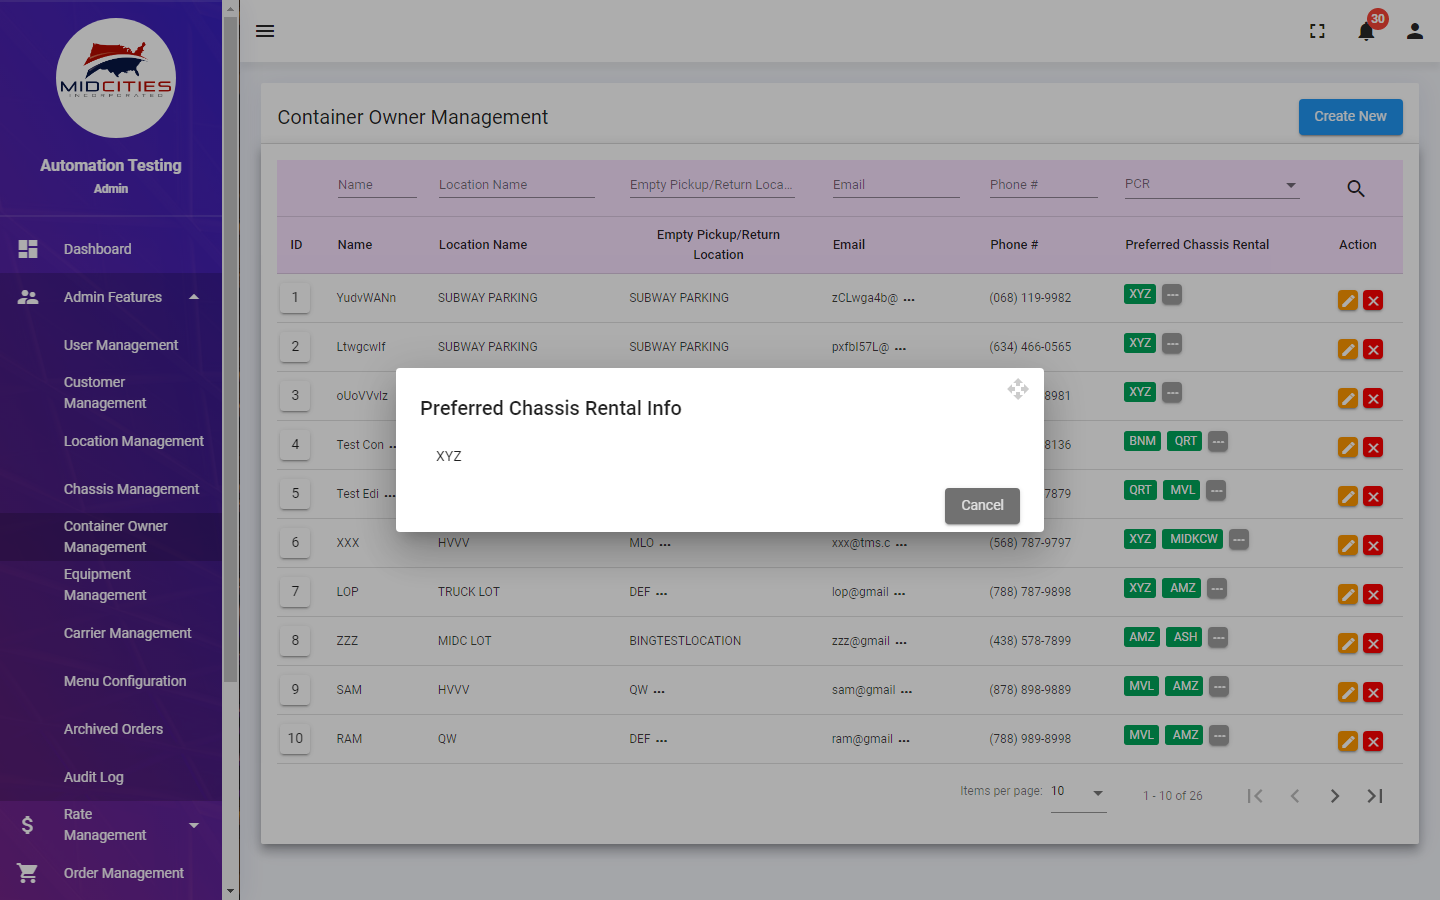 MIDCITIES
INCORPORATED
Automation Testing
Admin
Dashboard
Admin Features
User Management
Customer
Management
Location Management
Chassis Management
Container Owner
Management
Equipment
Management
Carrier Management
Menu Configuration
Archived Orders
Audit Log
Rate
Management
Order Management
30
Container Owner Management
Create New
Name Location Name Empty Pickup/Return Loca... Email Phone # PCR
ID Name Location Name Empty Pickup/Return Location Email Phone # Preferred Chassis Rental Action
1 YudvWANn SUBWAY PARKING SUBWAY PARKING zCLwga4b@ ... (068) 119-9982 XYZ ---
2 Ltwgcwlf SUBWAY PARKING SUBWAY PARKING pxfbl57L@ ... (634) 466-0565 XYZ ---
3 oUoVVvlz 8981 XYZ ---
4 Test Con .. 8136 BNM QRT ---
5 Test Edi ... 7879 QRT MVL ---
Preferred Chassis Rental Info
XYZ
Cancel
6 XXX HVVV MLO ... xxx@tms.c ... (568) 787-9797 XYZ MIDKCW ---
7 LOP TRUCK LOT DEF ... lop@gmail ... (788) 787-9898 XYZ AMZ ---
8 ZZZ MIDC LOT BINGTESTLOCATION zzz@gmail ... (438) 578-7899 AMZ ASH ---
9 SAM HVVV QW ... sam@gmail ... (878) 898-9889 MVL AMZ ---
10 RAM QW DEF ... ram@gmail ... (788) 989-8998 MVL AMZ ---
Items per page: 10 1 - 10 of 26